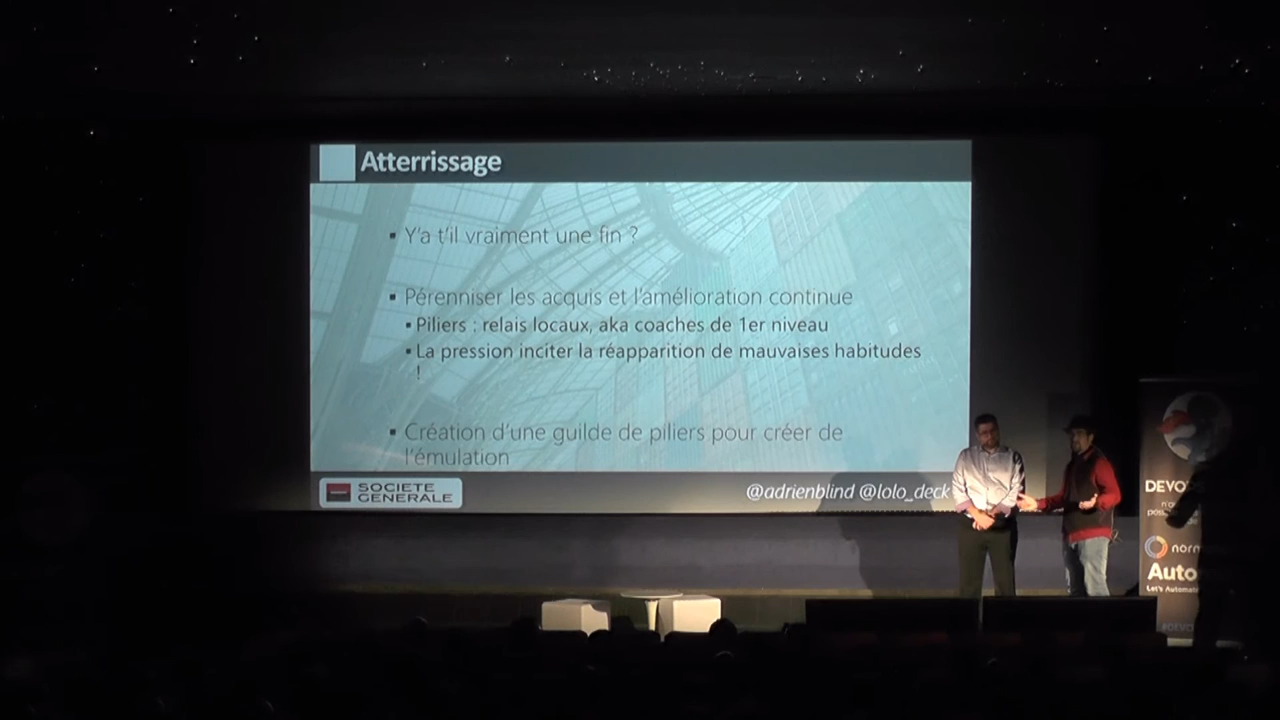 Atterrissage
▪ Y'a t'il vraiment une fin ?
▪ Pérenniser les acquis et l'amélioration continue
▪ Piliers : relais locaux, aka coaches de 1er niveau
▪ La pression inciter la réapparition de mauvaises habitudes
!
▪ Création d'une guilde de piliers pour créer de
l'émulation
SOCIETE
GENERALE
@adrienblind @lolo_deck
DEVO
norm
Auto
Let's Automat